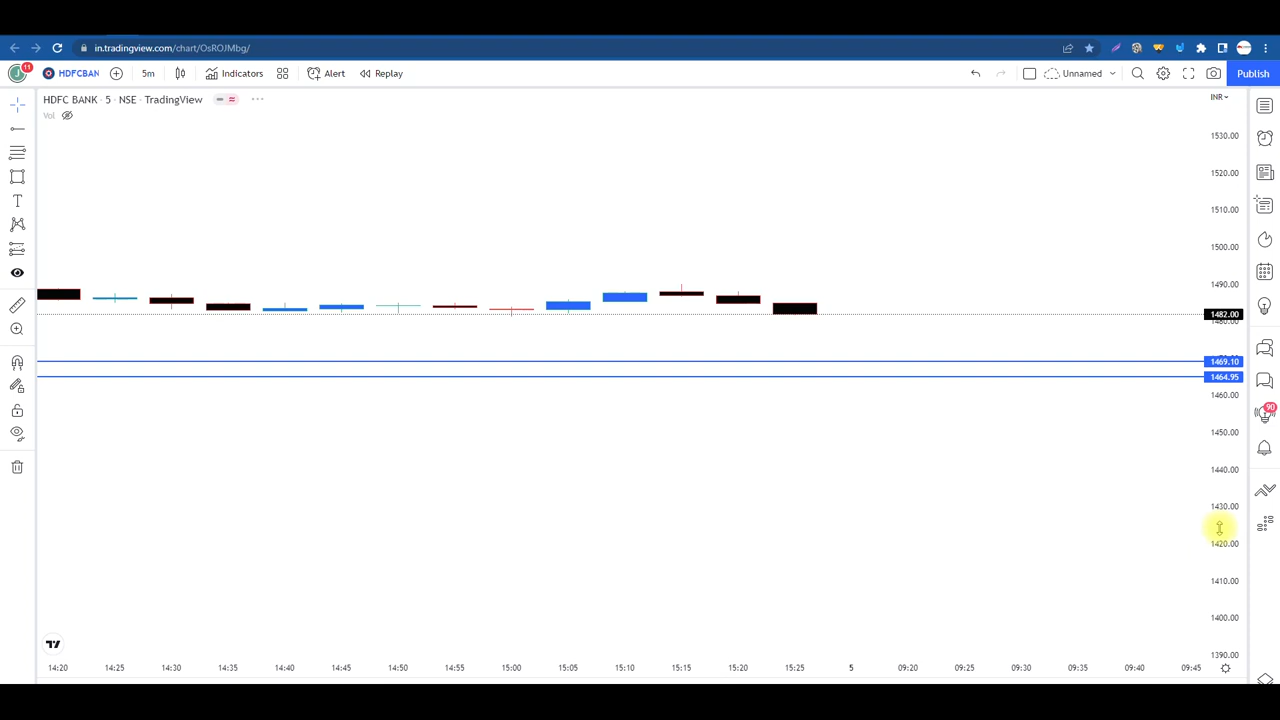 in.tradingview.com/chart/OsROJMbg/
11
HDFCBAN
5m
Indicators
Alert
Replay
Unnamed
Publish
HDFC BANK · 5 · NSE · TradingView
INR
Vol
1530.00
1520.00
1510.00
1500.00
1490.00
1482.00
1480.00
1469.10
1464.95
1460.00
1450.00
1440.00
1430.00
1420.00
1410.00
1400.00
1390.00
90
14:20 14:25 14:30 14:35 14:40 14:45 14:50 14:55 15:00 15:05 15:10 15:15 15:20 15:25 5 09:20 09:25 09:30 09:35 09:40 09:45